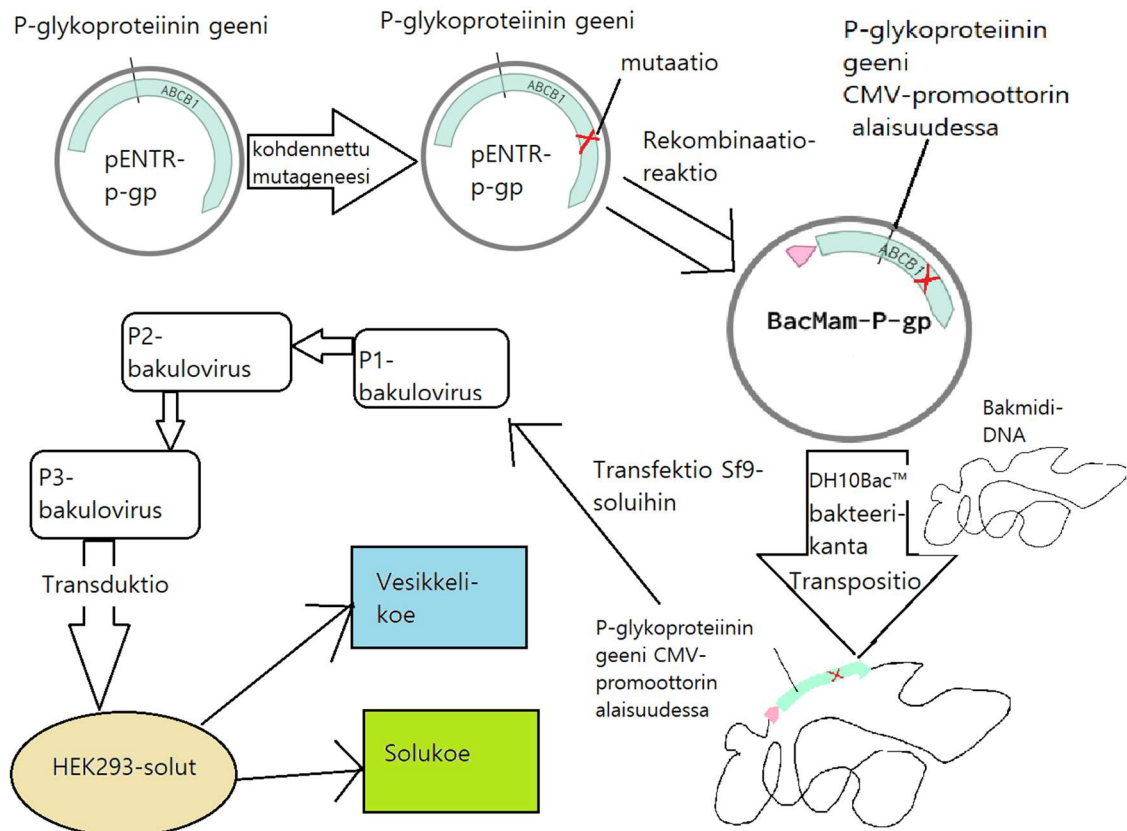 P-glykoproteiinin geeni
ABCB1
pENTR-
p-gp
kohdennettu
mutageneesi
P-glykoproteiinin geeni
ABCB1
pENTR-
p-gp
mutaatio
Rekombinaatio-
reaktio
P-glykoproteiinin
geeni
CMV-promoottorin
alaisuudessa
ABCB1
BacMam-P-gp
Bakmidi-
DNA
DH10Bac™
bakteeri-
kanta
Transpositio
P-glykoproteiinin
geeni CMV-
promoottorin
alaisuudessa
Transfektio Sf9-
soluihin
P1-
bakulovirus
P2-
bakulovirus
P3-
bakulovirus
Transduktio
HEK293-solut
Vesikkeli-
koe
Solukoe